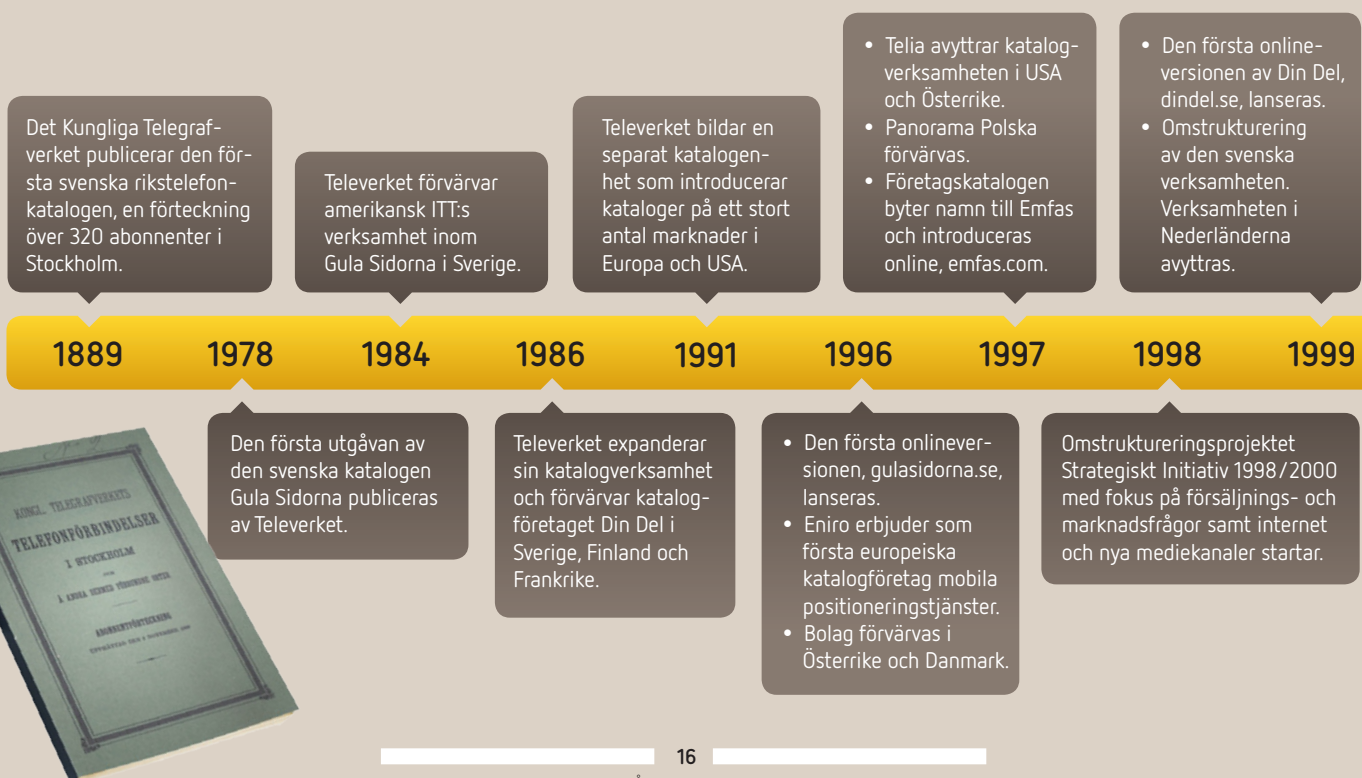 Det Kungliga Telegraf-
verket publicerar den för-
sta svenska rikstelefon-
katalogen, en förteckning
över 320 abonnenter i
Stockholm.
Televerket förvärvar
amerikansk ITT:s
verksamhet inom
Gula Sidorna i Sverige.
Televerket bildar en
separat katalogen-
het som introducerar
kataloger på ett stort
antal marknader i
Europa och USA.
• Telia avyttrar katalog-
verksamheten i USA
och Österrike.
• Panorama Polska
förvärvas.
• Företagskatalogen
byter namn till Emfas
och introduceras
online, emfas.com.
• Den första online-
versionen av Din Del,
dindel.se, lanseras.
• Omstrukturering
av den svenska
verksamheten.
Verksamheten i
Nederländerna
avyttras.
1889 1978 1984 1986 1991 1996 1997 1998 1999
Den första utgåvan av
den svenska katalogen
Gula Sidorna publiceras
av Televerket.
Televerket expanderar
sin katalogverksamhet
och förvärvar katalog-
företaget Din Del i
Sverige, Finland och
Frankrike.
• Den första onlinever-
sionen, gulasidorna.se,
lanseras.
• Eniro erbjuder som
första europeiska
katalogföretag mobila
positioneringstjänster.
• Bolag förvärvas i
Österrike och Danmark.
Omstruktureringsprojektet
Strategiskt Initiativ 1998/2000
med fokus på försäljnings- och
marknadsfrågor samt internet
och nya mediekanaler startar.
KONGL. TELEGRAFVERKETS
TELEFONFÖRBINDELSER
I STOCKHOLM
ABONNENTFÖRTECKNING
16